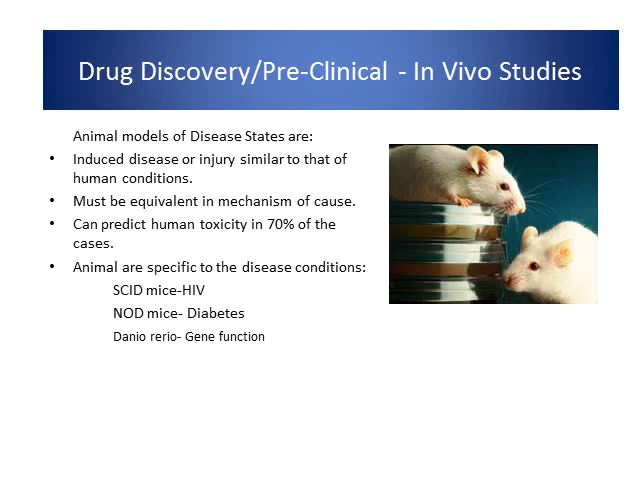 Drug Discovery/Pre-Clinical - In Vivo Studies
Animal models of Disease States are:
• Induced disease or injury similar to that of
human conditions.
• Must be equivalent in mechanism of cause.
• Can predict human toxicity in 70% of the
cases.
• Animal are specific to the disease conditions:
SCID mice-HIV
NOD mice- Diabetes
Danio rerio- Gene function